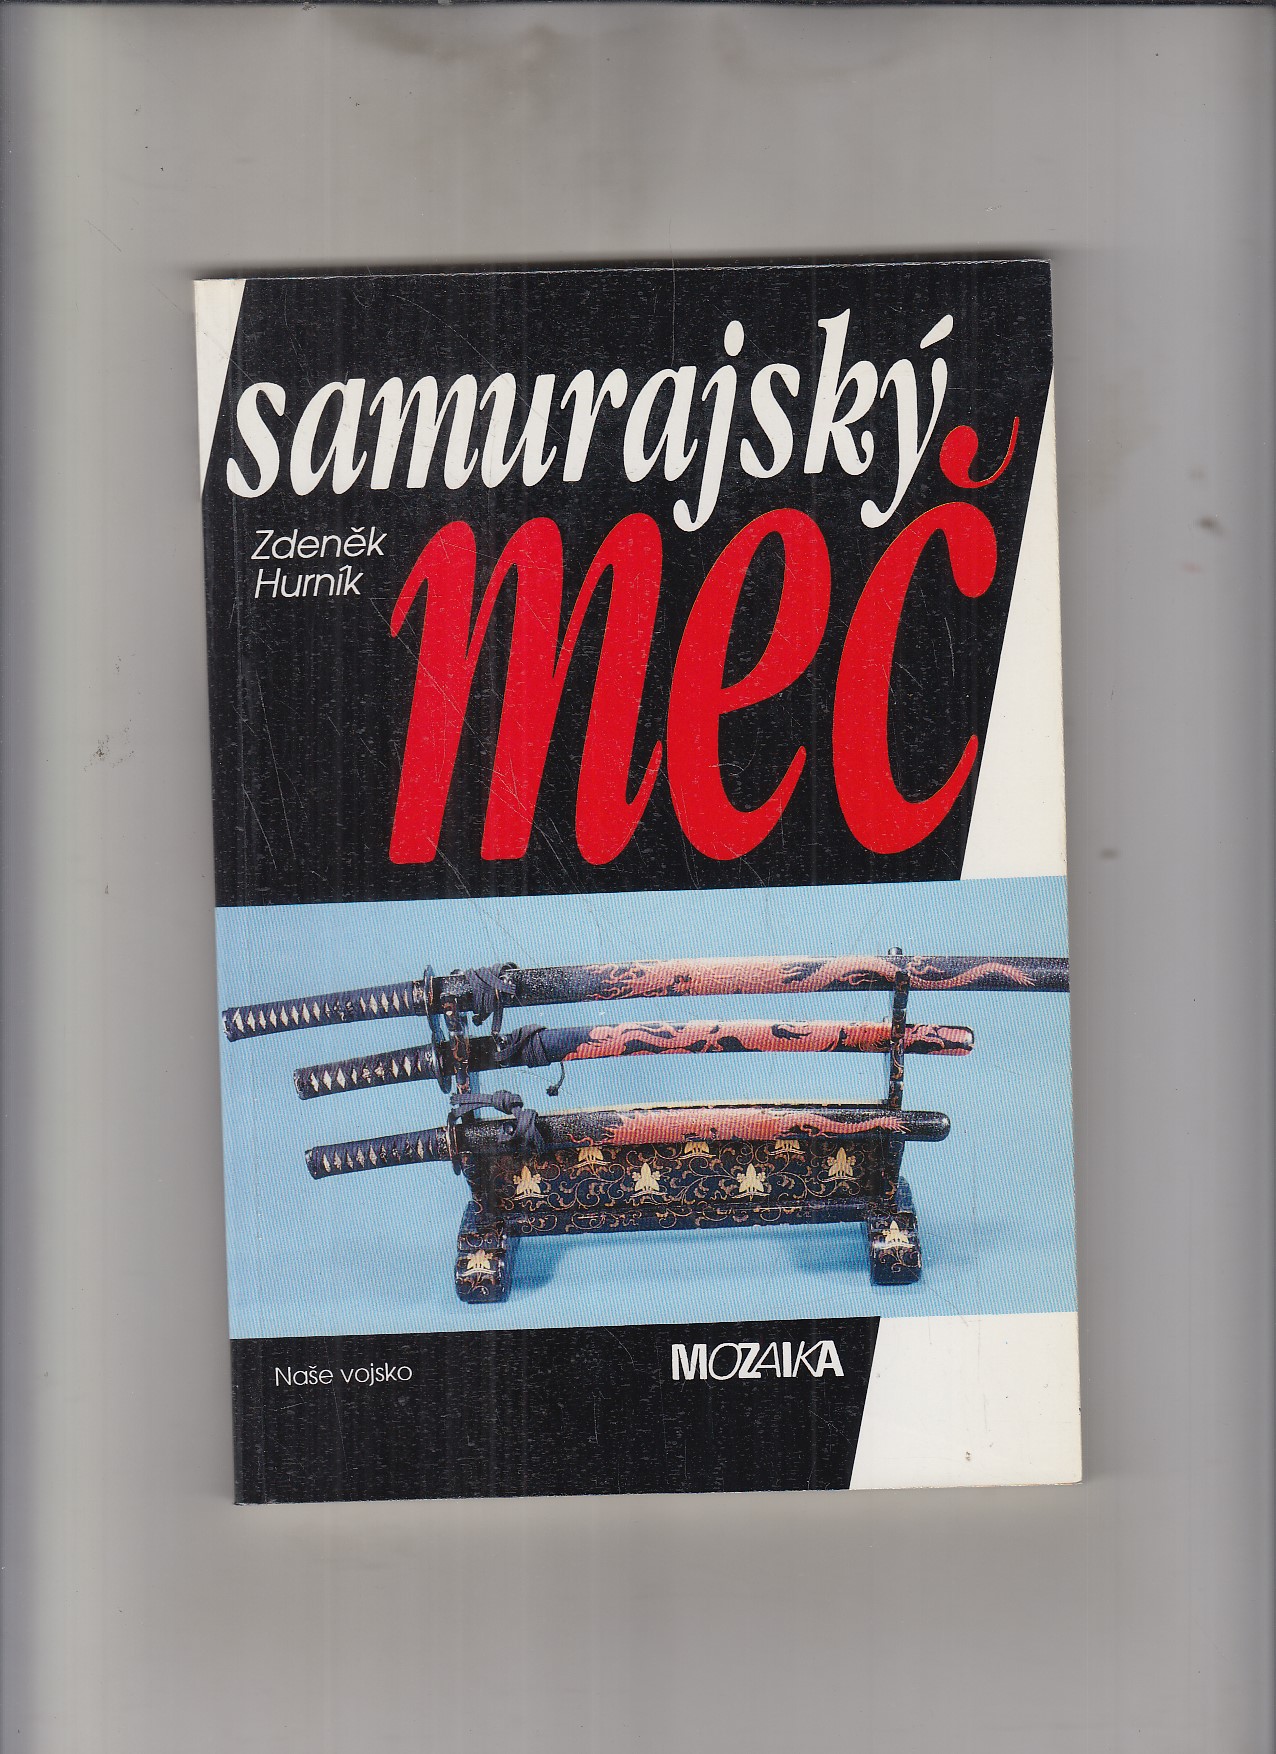 samurajský
meč
Zdeněk
Hurník
Naše vojsko
MOZAIKA